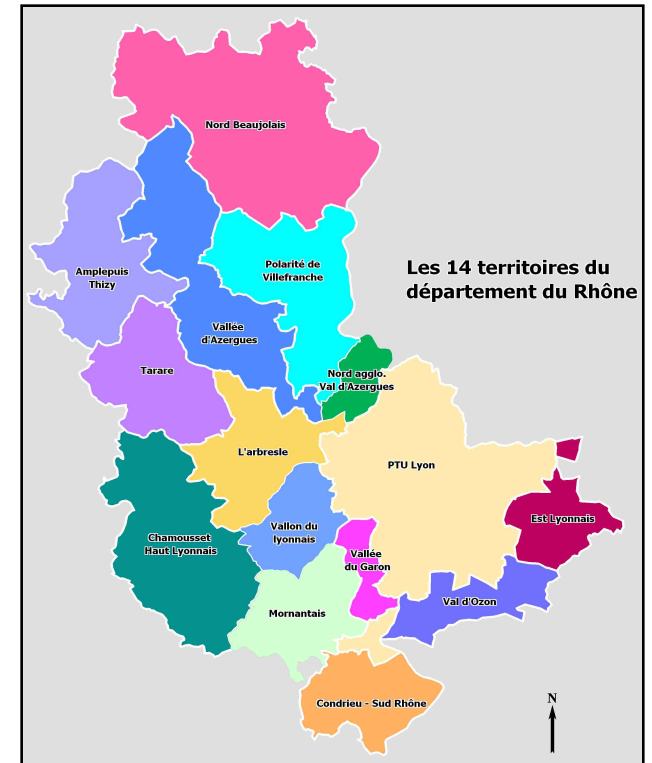 Nord Beaujolais
Polarité de
Villefranche
Les 14 territoires du
département du Rhône
Amplepuis
Thizy
Vallée
d'Azergues
Tarare
Nord agglo.
Val d'Azergues
L'arbresle
PTU Lyon
Est Lyonnais
Vallon du
lyonnais
Chamousset
Haut Lyonnais
Vallée
du Garon
Val d'Ozon
Mornantais
Condrieu - Sud Rhône
N